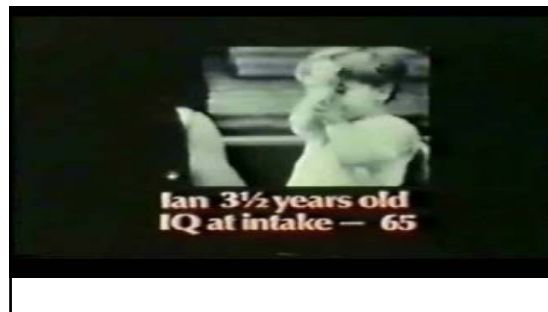 Ian 3½ years old
IQ at intake — 65